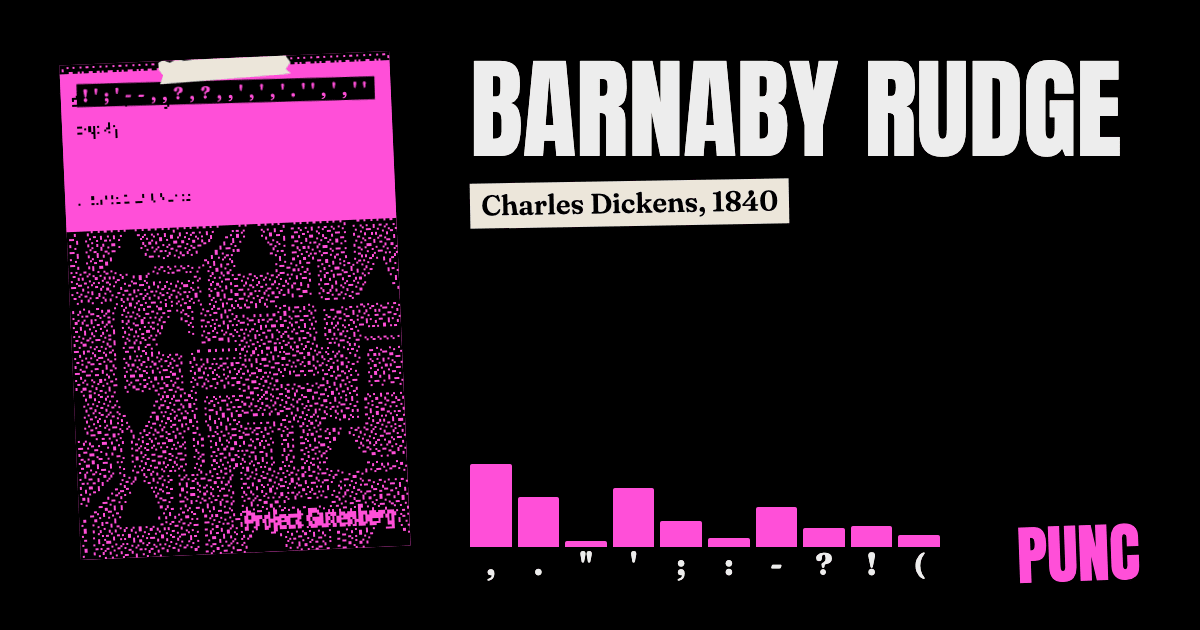 !';'--,,?,?,,',','.'',',''
Project Gutenberg
BARNABY RUDGE
Charles Dickens, 1840
, . " ' ; : - ? ! (
PUNC